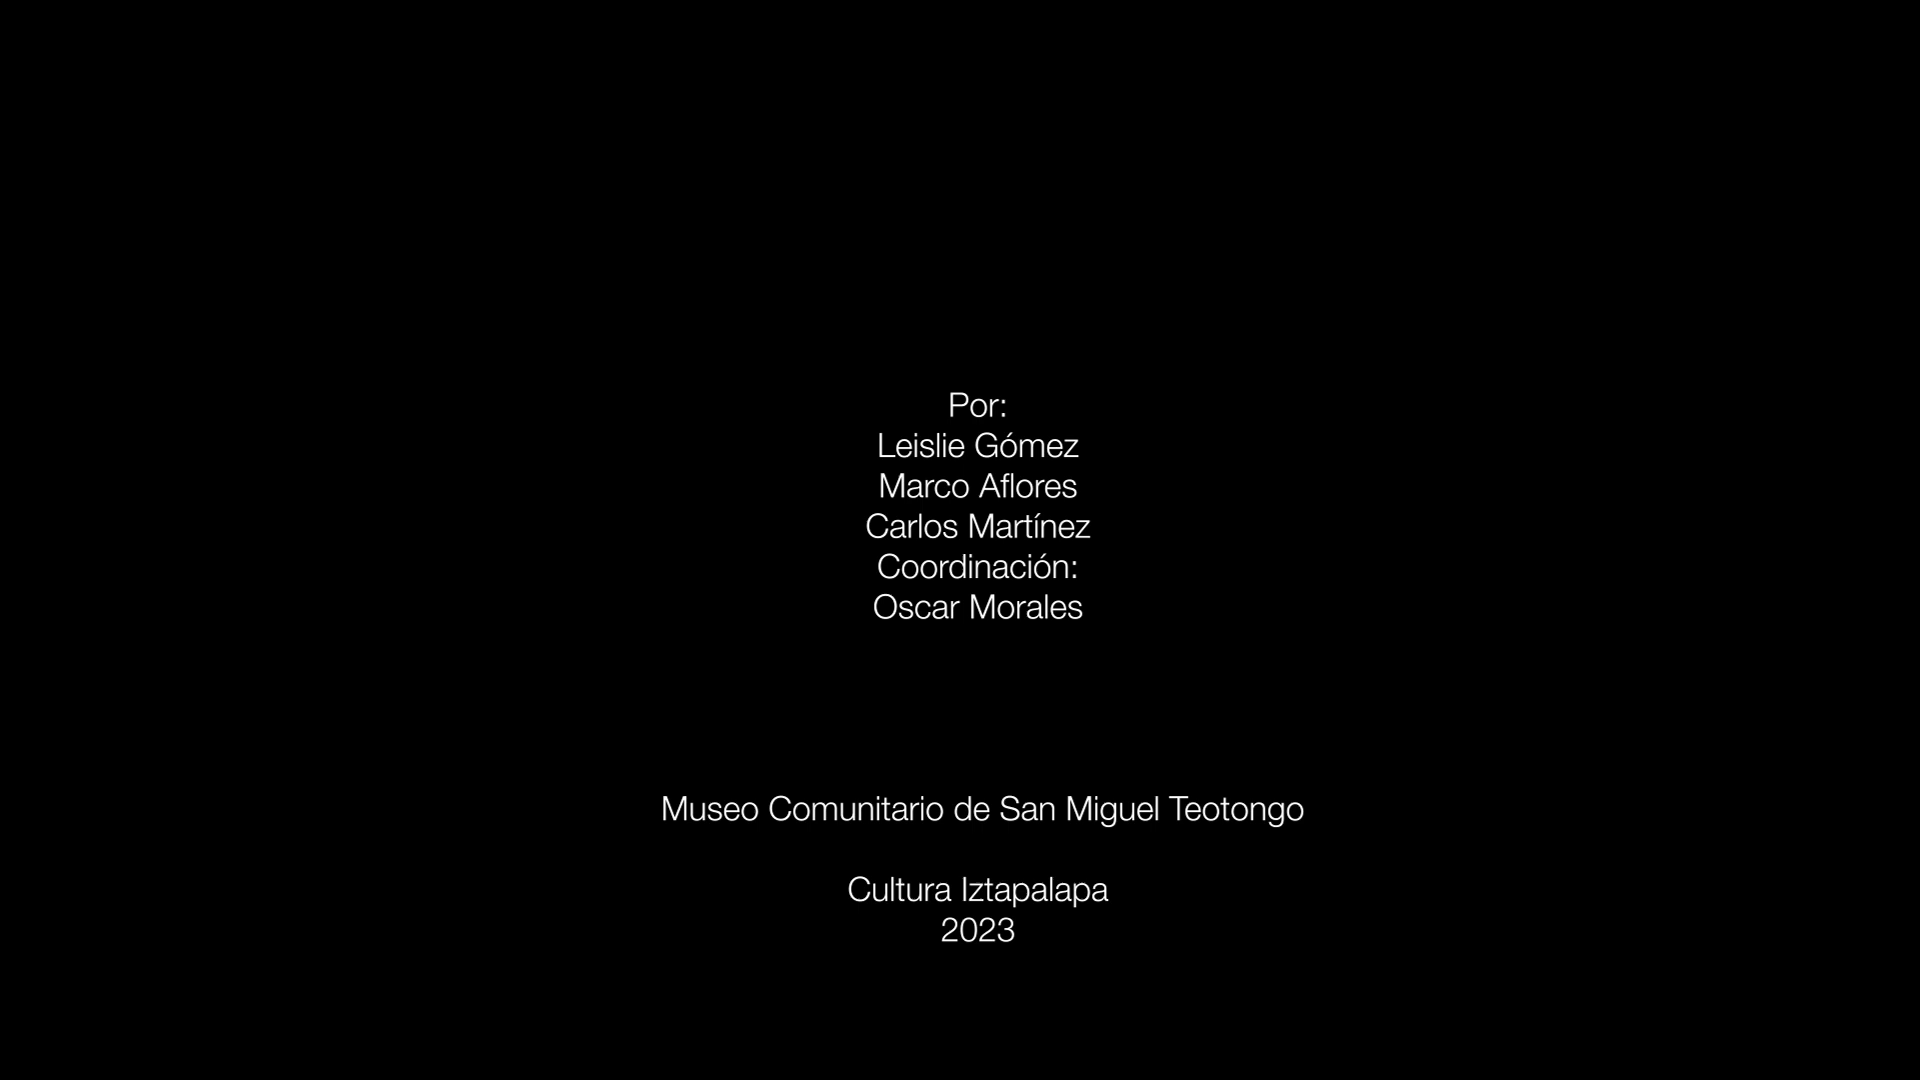 Por:
Leislie Gómez
Marco Aflores
Carlos Martínez
Coordinación:
Oscar Morales
Museo Comunitario de San Miguel Teotongo
Cultura Iztapalapa
2023